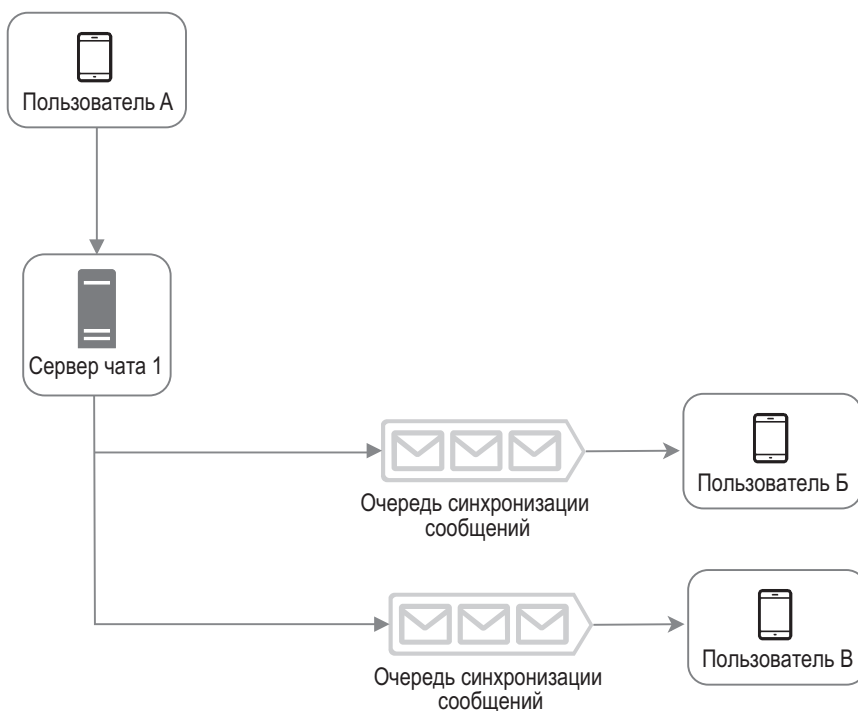 Пользователь А
Сервер чата 1
Очередь синхронизации
сообщений
Пользователь Б
Очередь синхронизации
сообщений
Пользователь В